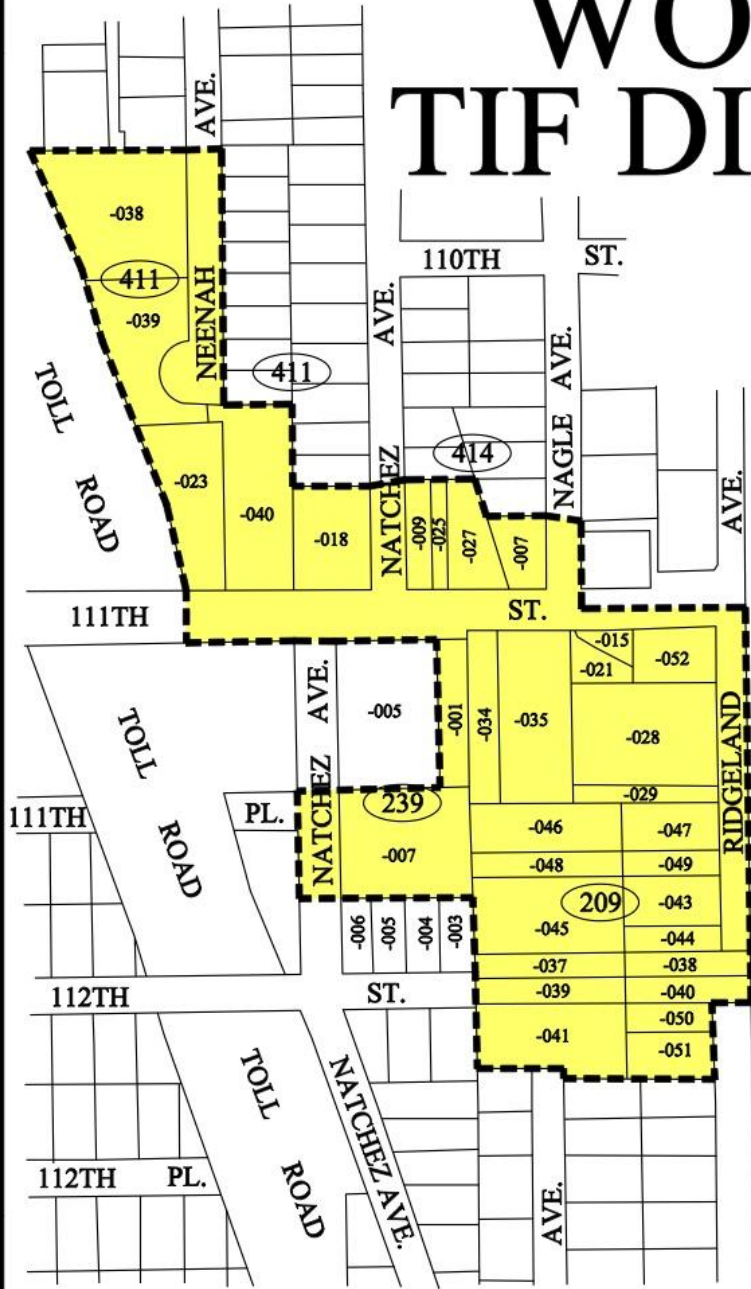 WO
TIF DI
AVE.
-038
110TH
ST.
411
NEENAH
AVE.
-039
AVE.
411
TOLL
ROAD
414
NAGLE
NATCHEZ
-023
-040
-018
-009
-025
-027
-007
AVE.
111TH
ST.
-015
-021
-052
AVE.
-005
-001
-034
-035
-028
RIDGELAND
TOLL
ROAD
NATCHEZ
-029
239
111TH
PL.
-046
-047
-007
-048
-049
209
-043
-006
-005
-004
-003
-045
-044
-037
-038
112TH
ST.
-039
-040
-050
-041
-051
TOLL
ROAD
NATCHEZ AVE.
112TH
PL.
AVE.